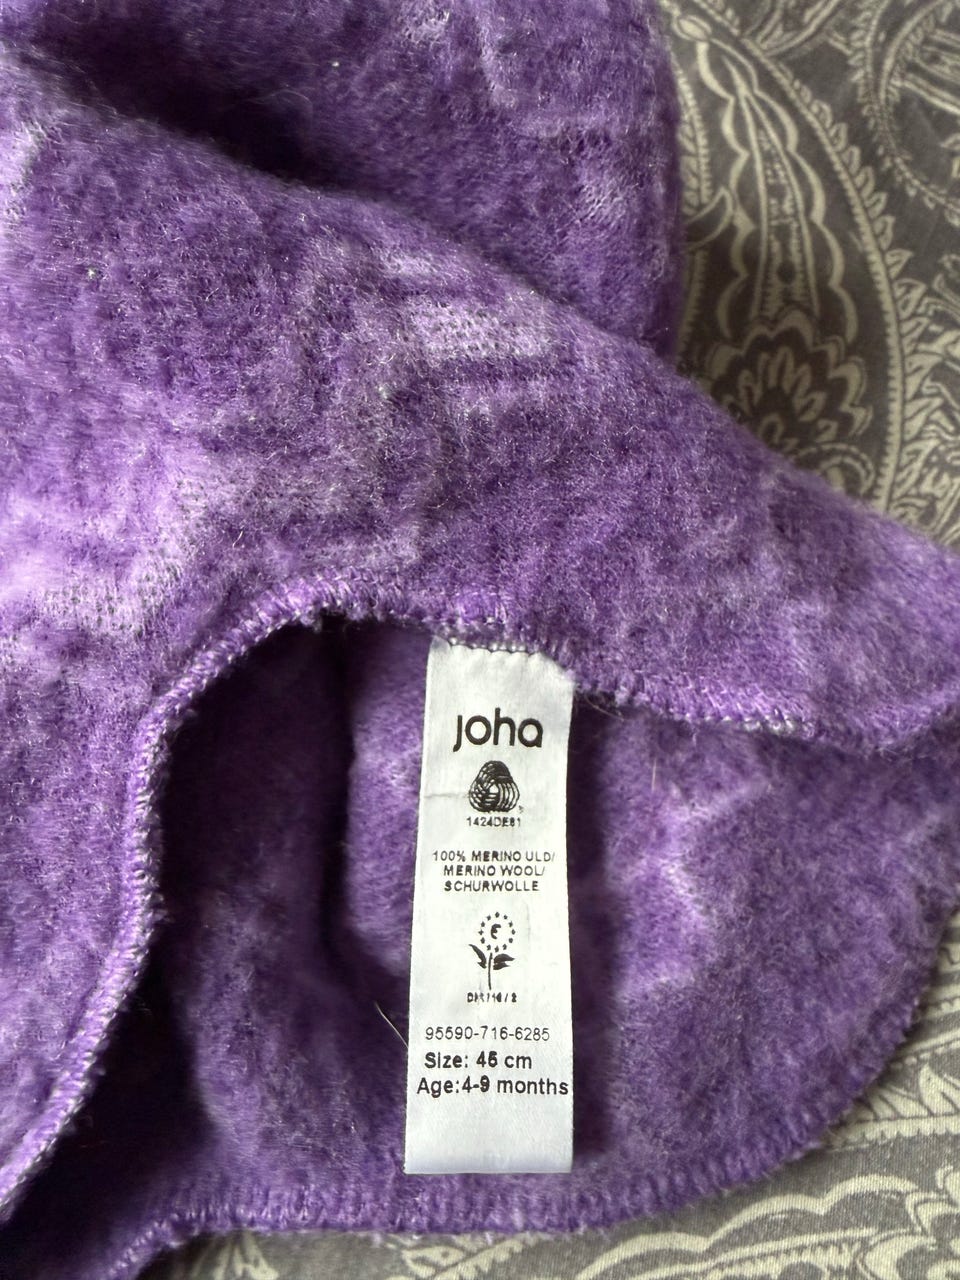 joha
1424DE81
100% MERINO ULD/
MERINO WOOL/
SCHURWOLLE
E
95590-716-6285
Size: 45 cm
Age:4-9 months